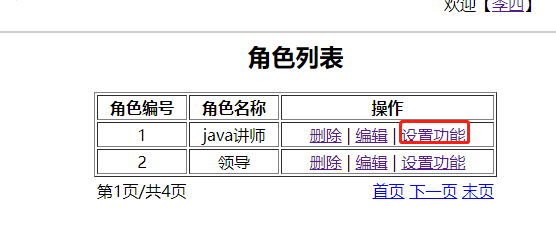 欢迎【李四】
角色列表
角色编号 角色名称 操作
1 java讲师 删除 | 编辑 | 设置功能
2 领导 删除 | 编辑 | 设置功能
第1页/共4页 首页 下一页 末页